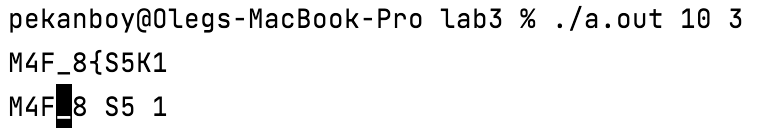 pekanboy@Olegs-MacBook-Pro lab3 % ./a.out 10 3
M4F_8{S5K1
M4F_8 S5 1